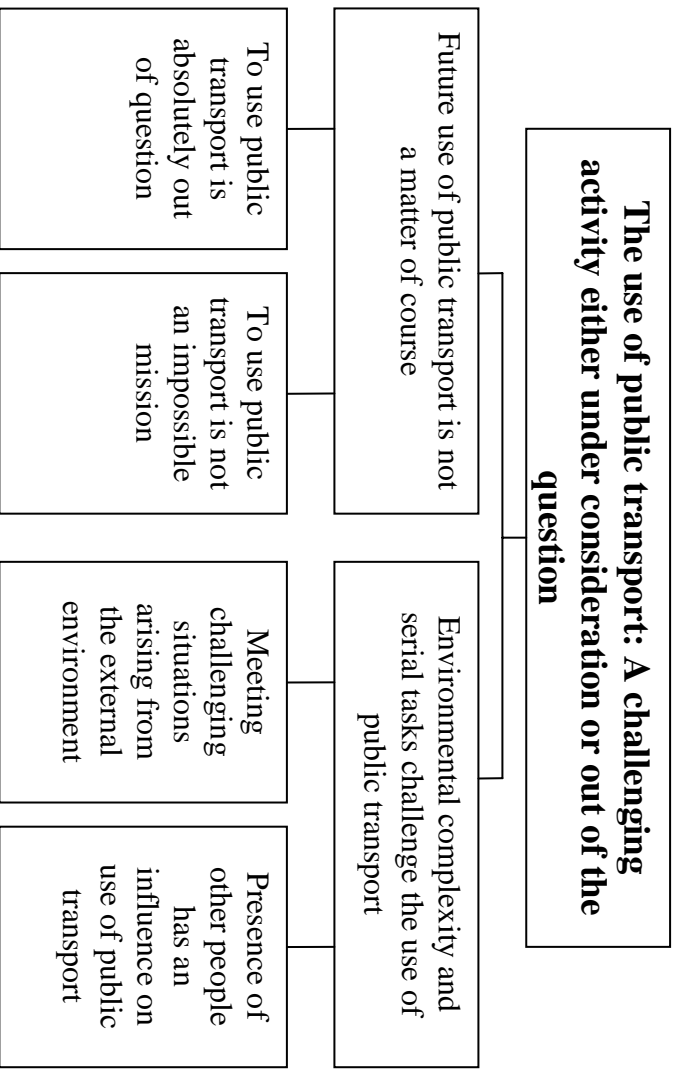 The use of public transport: A challenging
activity either under consideration or out of the
question
Future use of public transport is not
a matter of course
Environmental complexity and
serial tasks challenge the use of
public transport
To use public
transport is
absolutely out
of question
To use public
transport is not
an impossible
mission
Meeting
challenging
situations
arising from
the external
environment
Presence of
other people
has an
influence on
use of public
transport